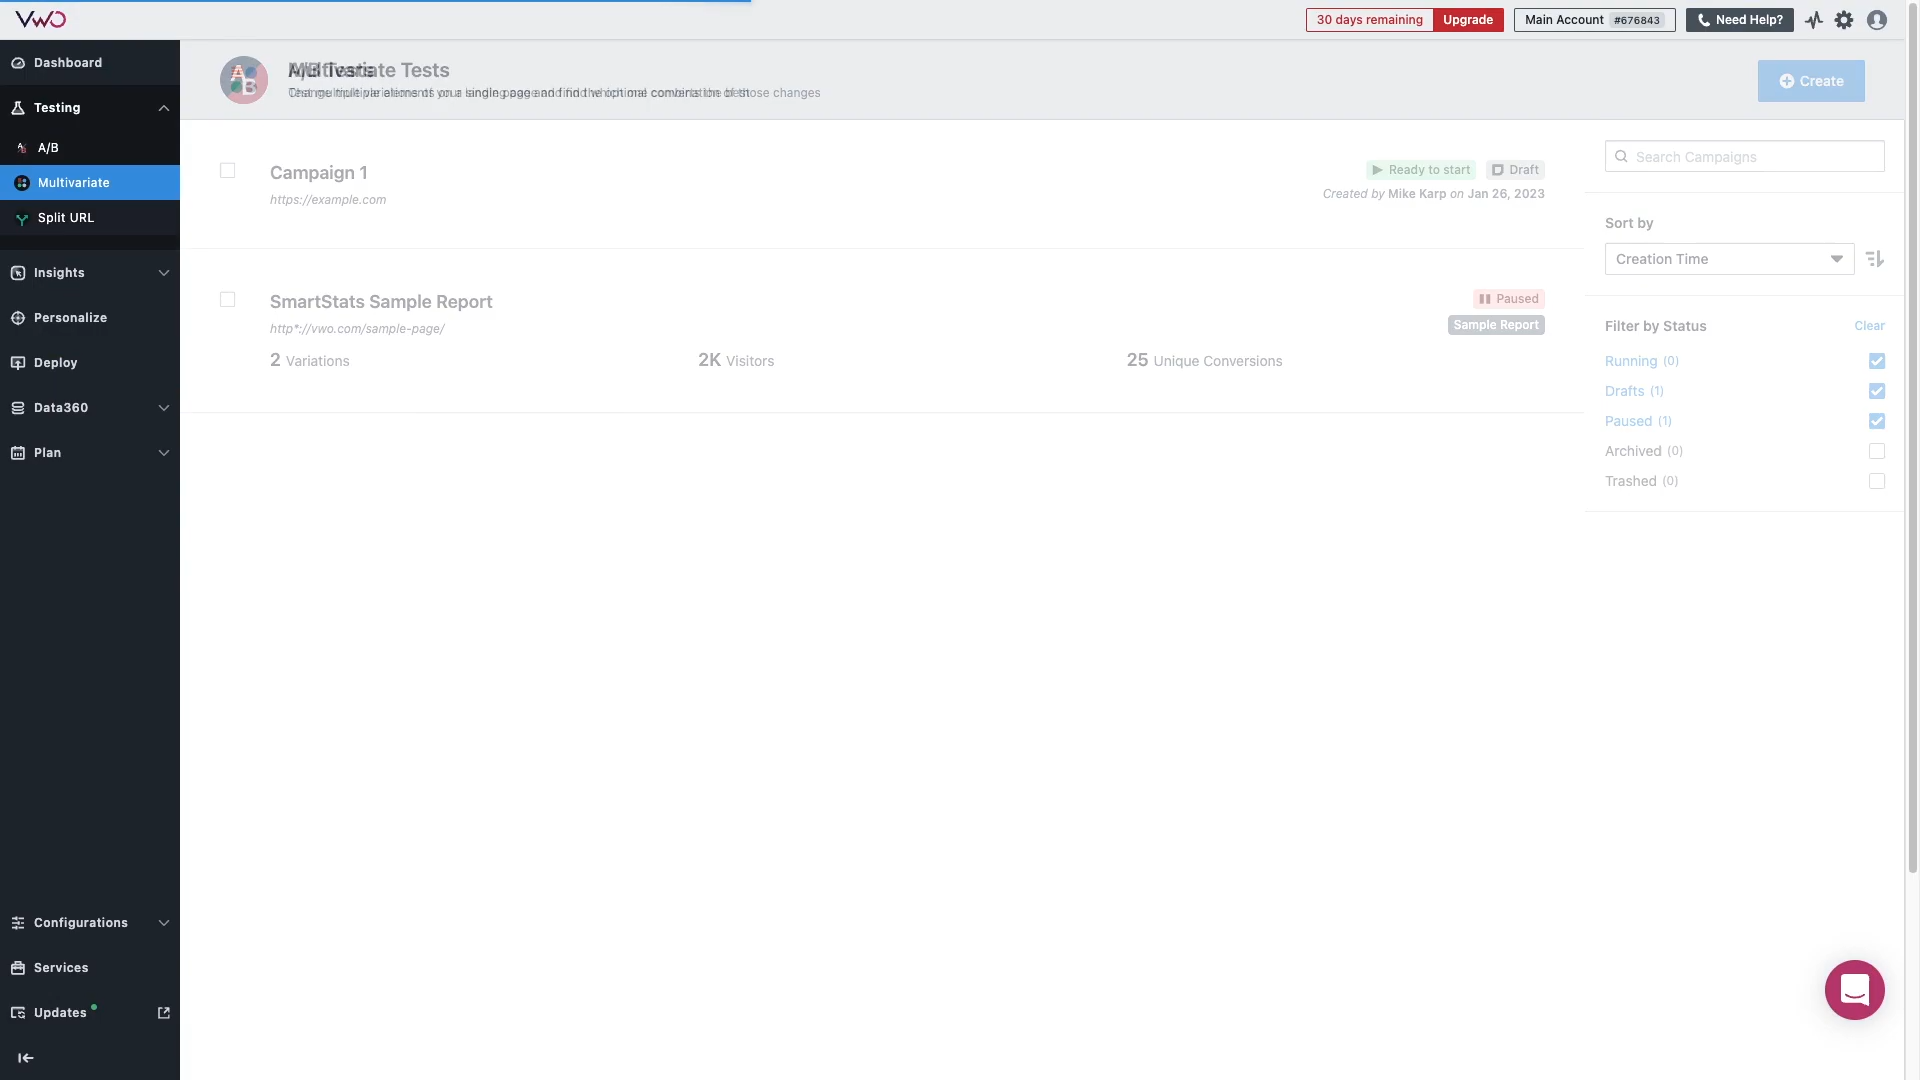 VWO
30 days remaining
Upgrade
Main Account #676843
Need Help?
Dashboard
Testing
A/B
Multivariate
Split URL
Insights
Personalize
Deploy
Data360
Plan
Configurations
Services
Updates
A/B Tests
Multivariate Tests
Create
Campaign 1
https://example.com
Ready to start
Draft
Created by Mike Karp on Jan 26, 2023
SmartStats Sample Report
http*://vwo.com/sample-page/
Paused
Sample Report
2 Variations
2K Visitors
25 Unique Conversions
Search Campaigns
Sort by
Creation Time
Filter by Status
Clear
Running (0)
Drafts (1)
Paused (1)
Archived (0)
Trashed (0)